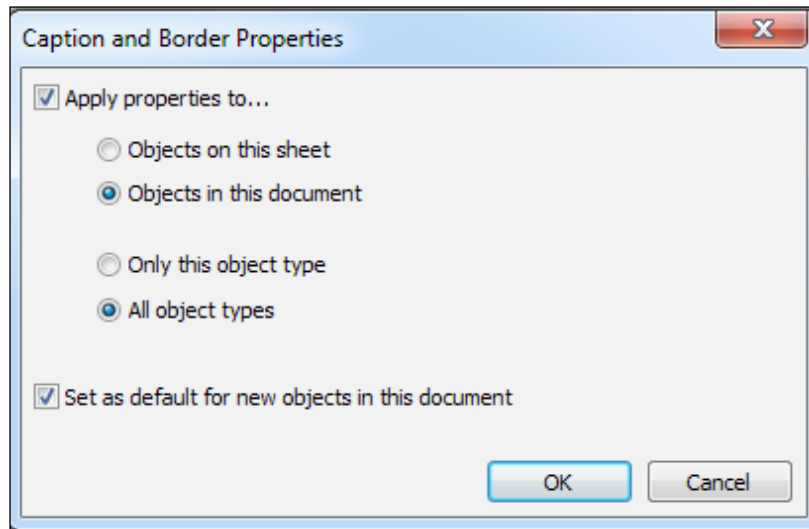 Caption and Border Properties
Apply properties to...
Objects on this sheet
Objects in this document
Only this object type
All object types
Set as default for new objects in this document
OK Cancel